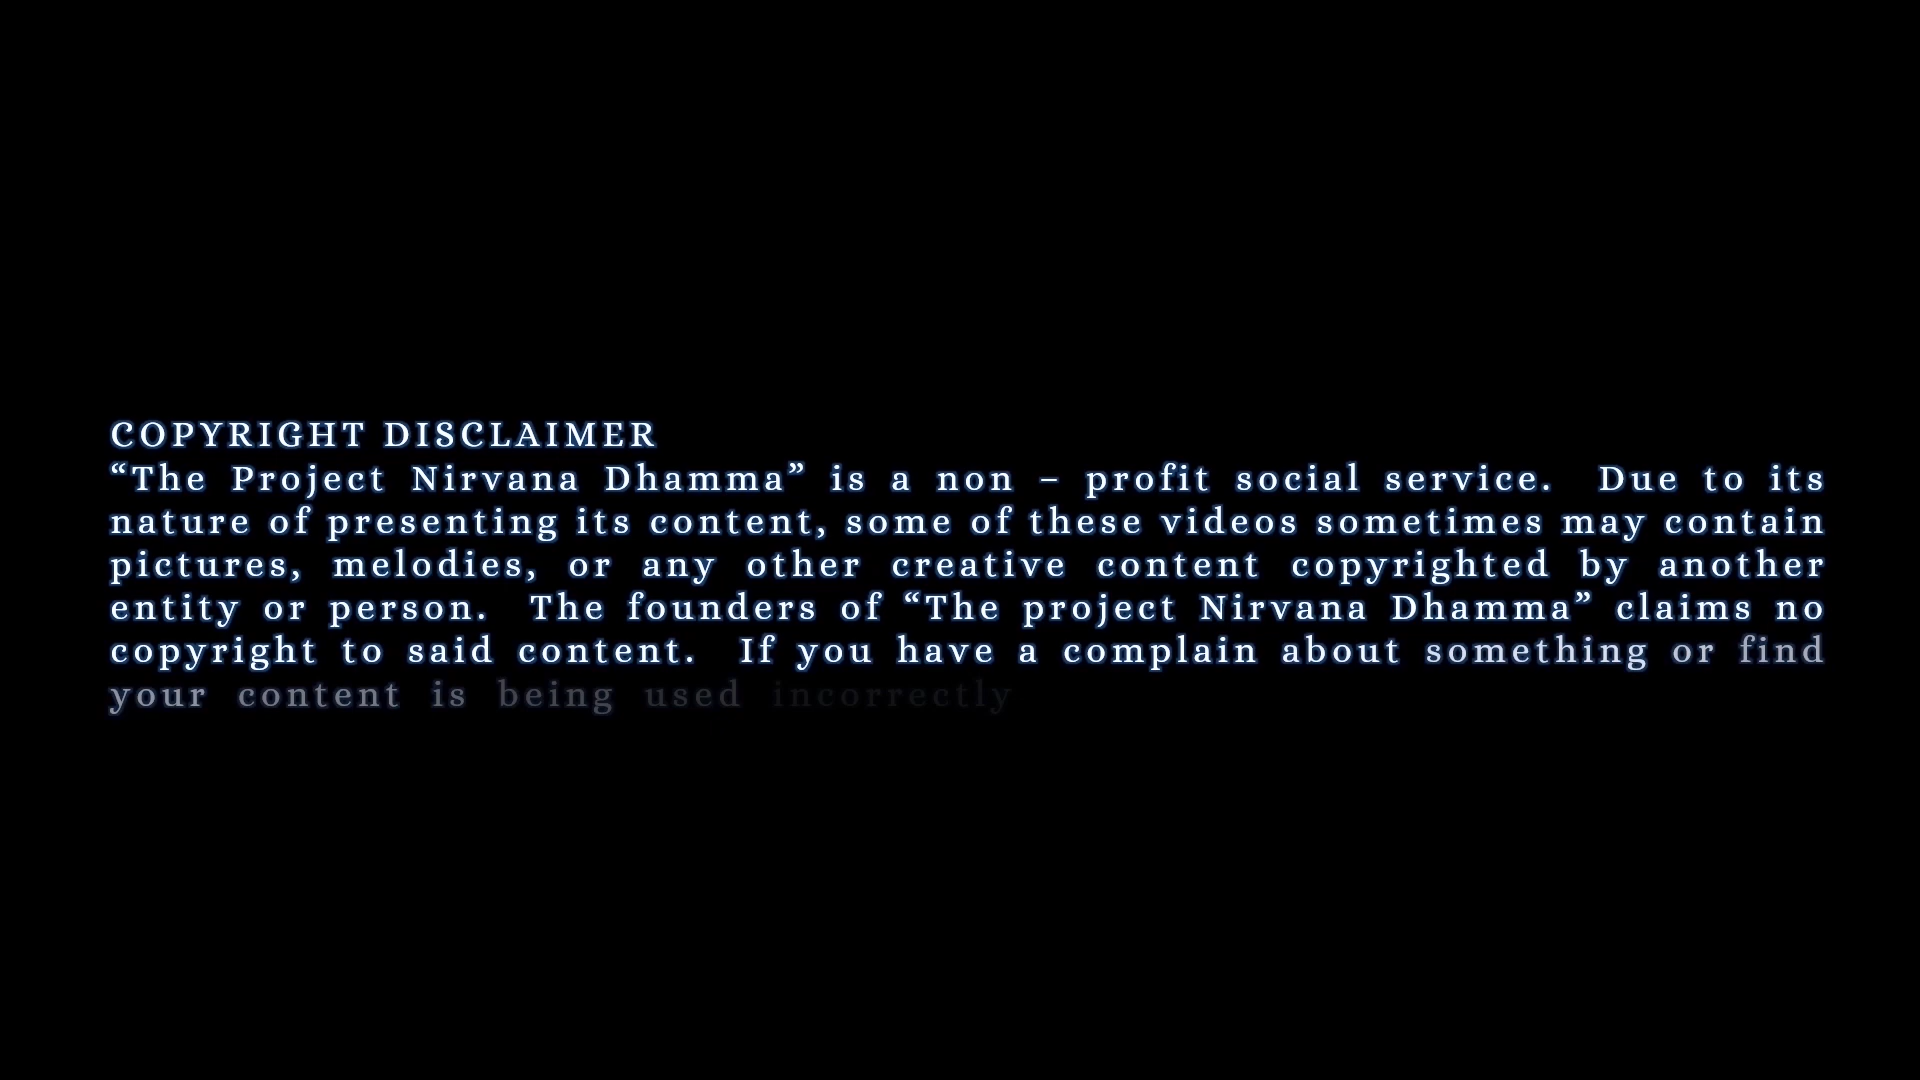 COPYRIGHT DISCLAIMER
“The Project Nirvana Dhamma” is a non – profit social service. Due to its
nature of presenting its content, some of these videos sometimes may contain
pictures, melodies, or any other creative content copyrighted by another
entity or person. The founders of “The project Nirvana Dhamma” claims no
copyright to said content. If you have a complain about something or find
your content is being used incorrectly